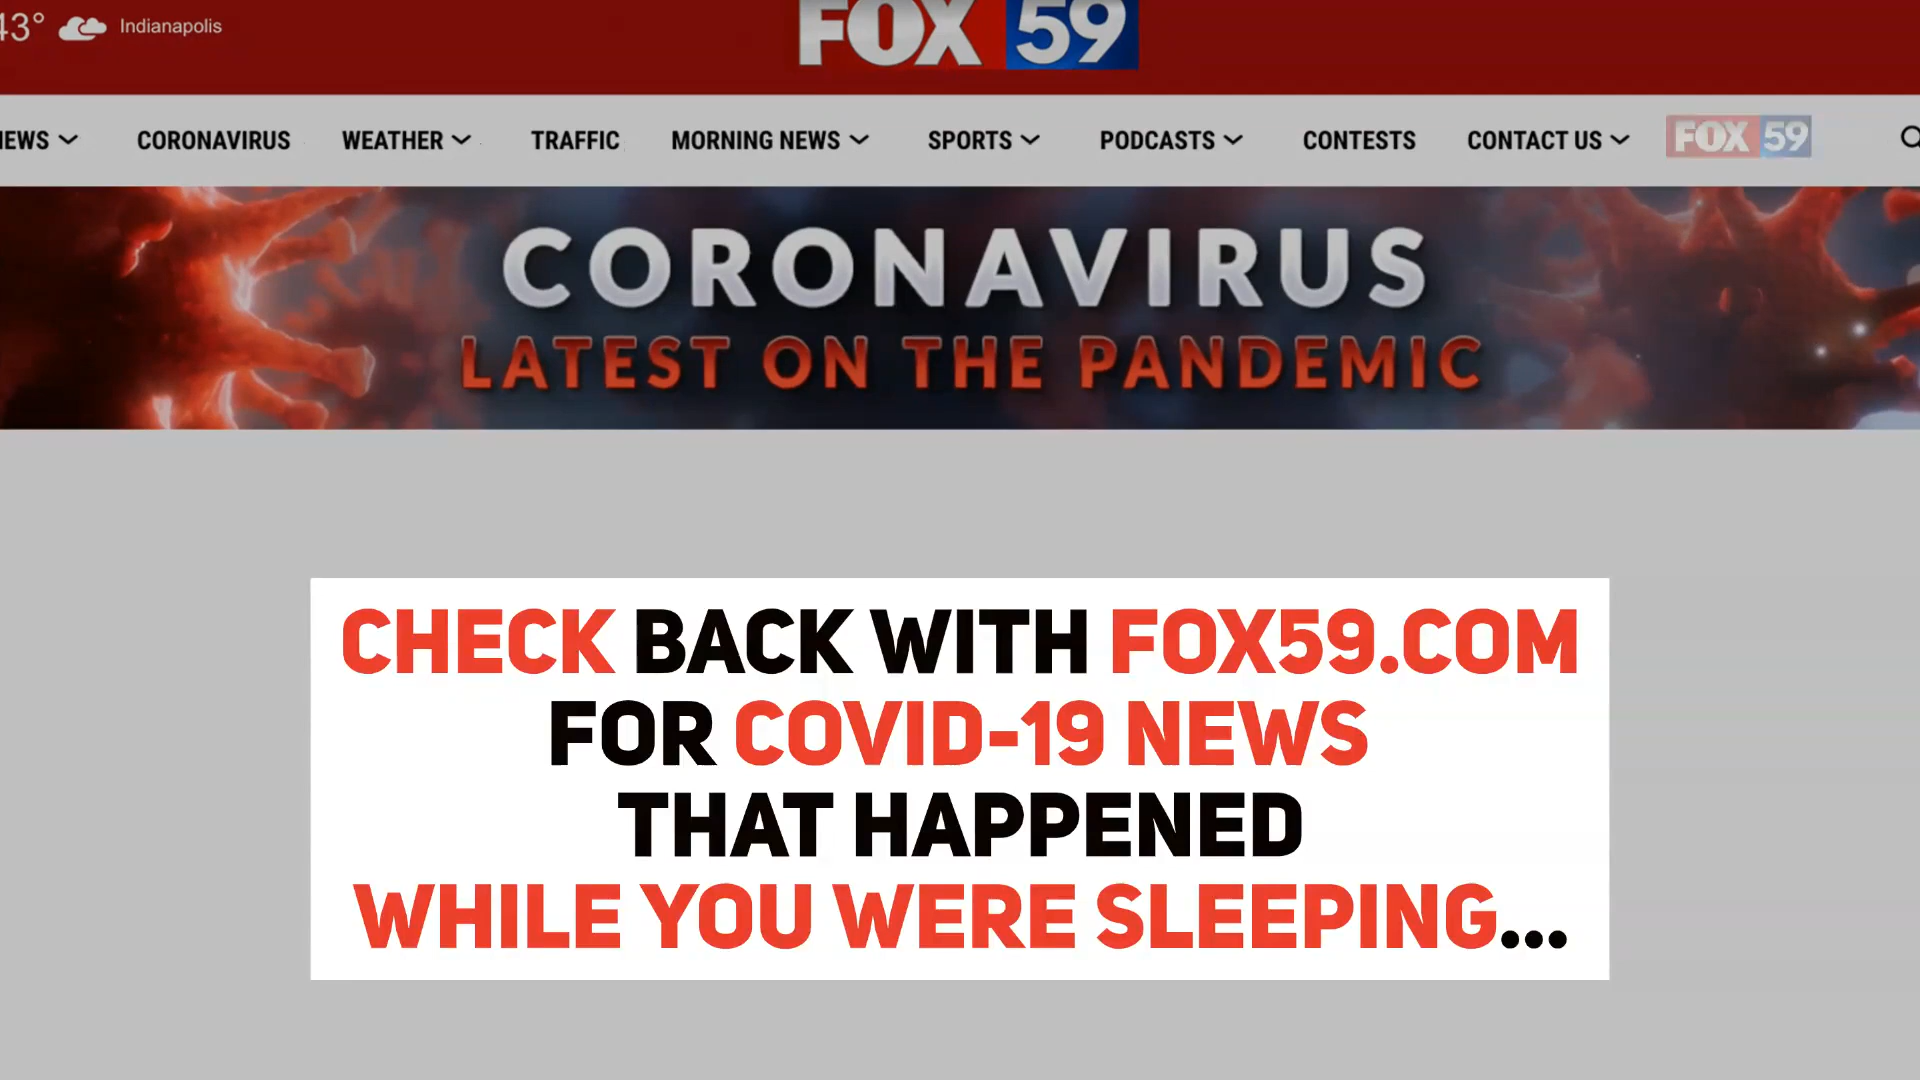 43° Indianapolis
FOX 59
CORONAVIRUS WEATHER TRAFFIC MORNING NEWS SPORTS PODCASTS CONTESTS CONTACT US FOX 59
CORONAVIRUS
LATEST ON THE PANDEMIC
CHECK BACK WITH FOX59.COM
FOR COVID-19 NEWS
THAT HAPPENED
WHILE YOU WERE SLEEPING...